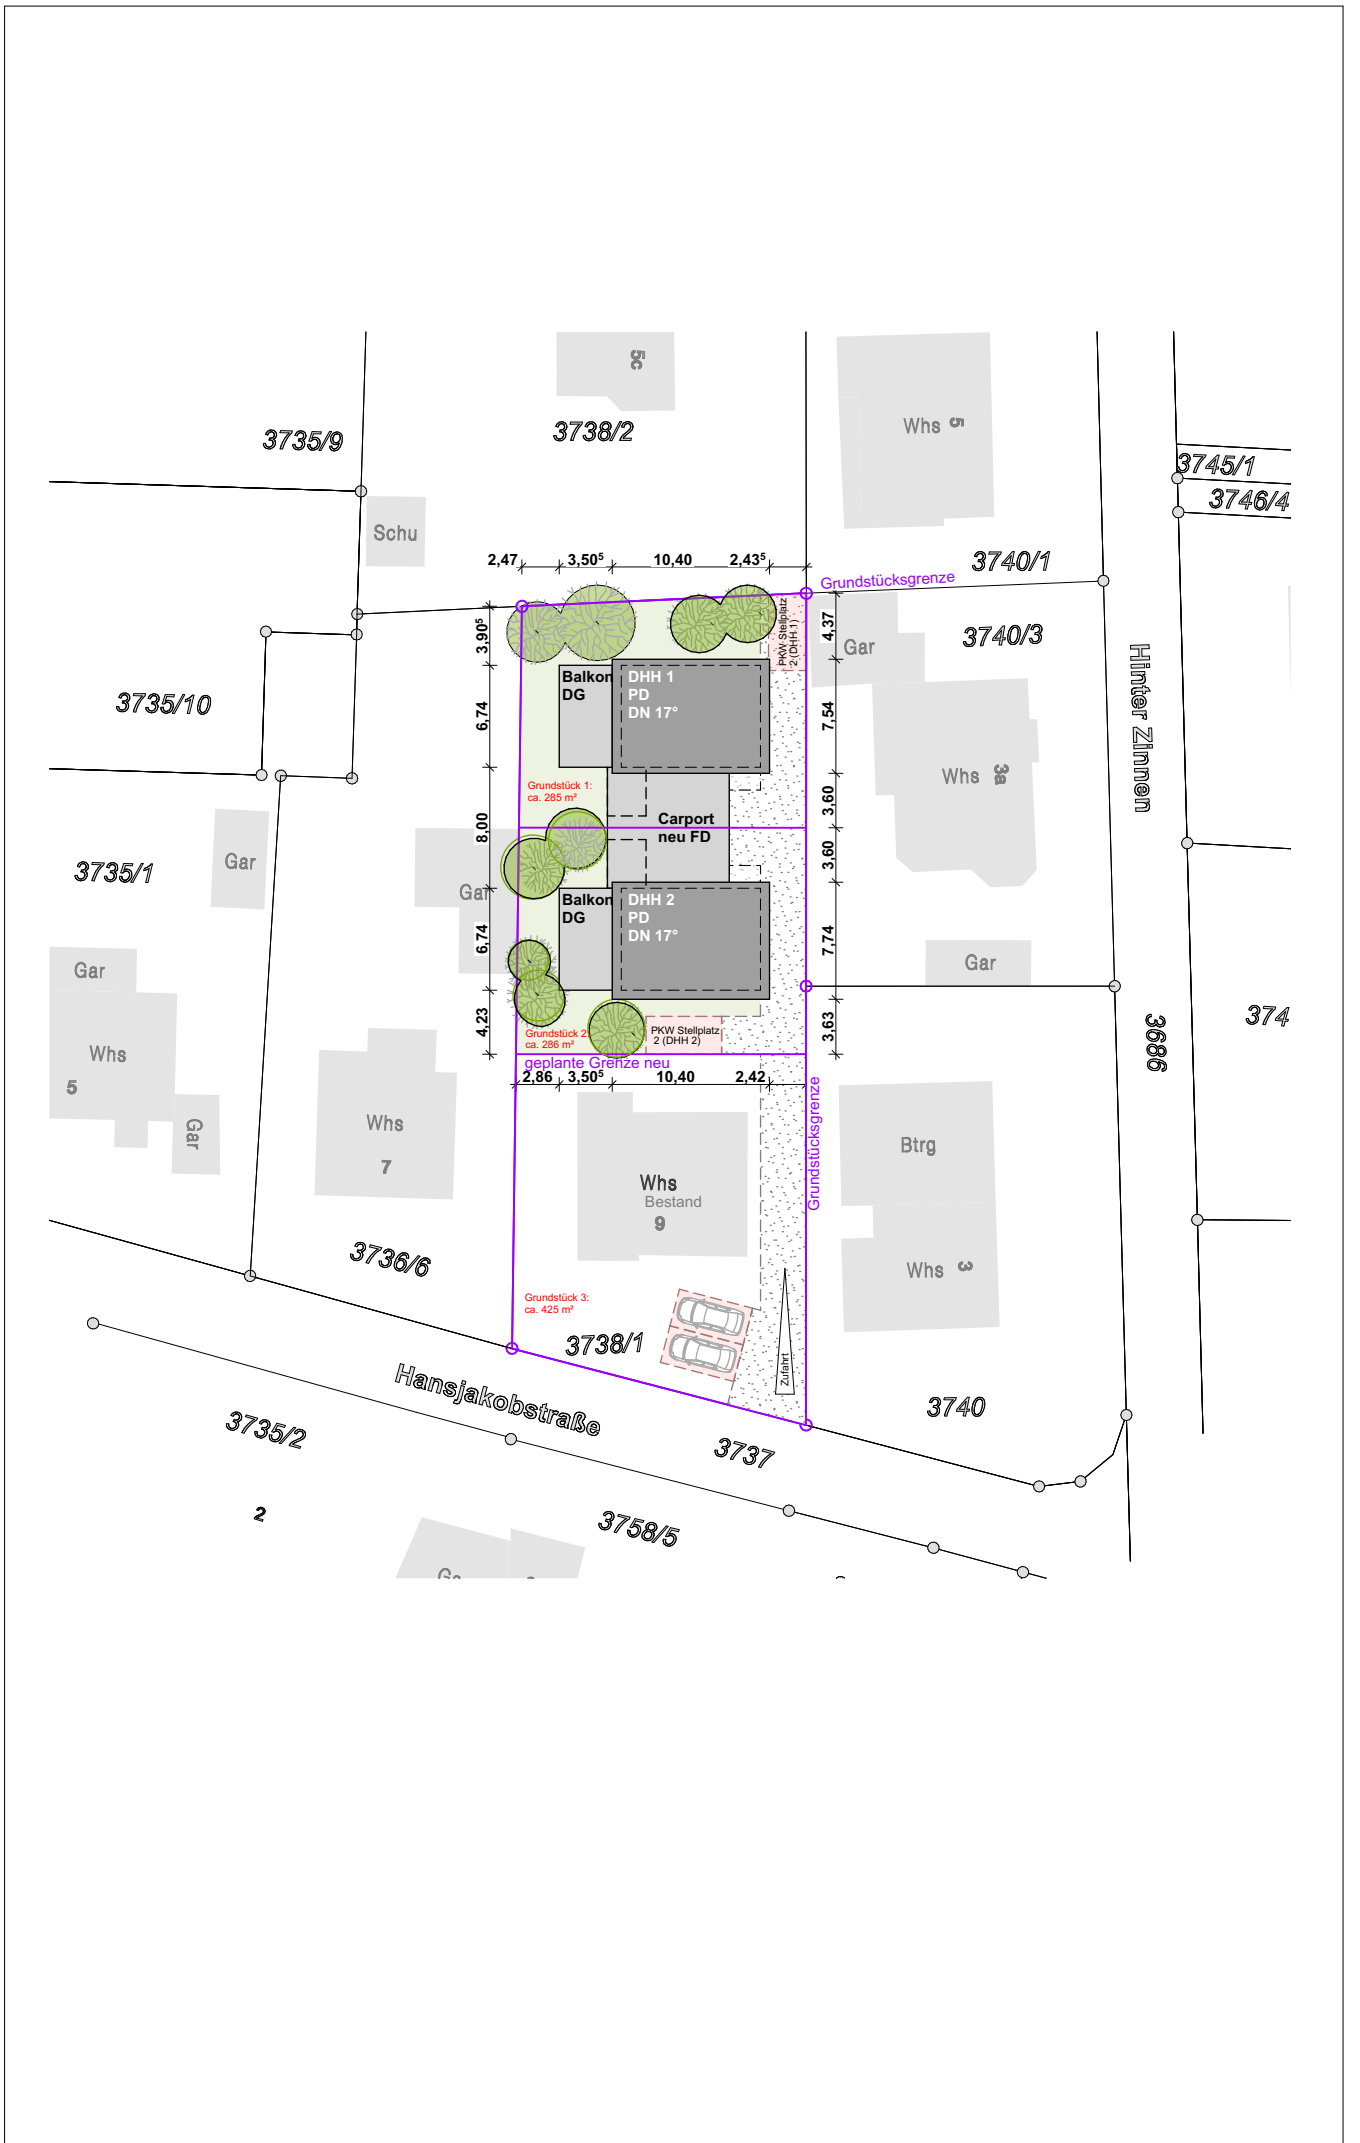 5c
3735/9
3738/2
Whs 5
3745/1
3746/4
Schu
2,47 3,50⁵ 10,40 2,43⁵
3740/1
Grundstücksgrenze
3,90⁵
PKW Stellplatz
2 (DHH 1)
4,37
Gar
3740/3
Hinter Zinnen
3735/10
Balkon
DG
DHH 1
PD
DN 17°
6,74
7,54
Whs 3a
Grundstück 1:
ca. 285 m²
3,60
8,00
Carport
neu FD
3,60
3735/1
Gar
Gar
Balkon
DG
DHH 2
PD
DN 17°
6,74
7,74
Gar
Gar
4,23
3,63
374
3686
Grundstück 2
ca. 286 m²
PKW Stellplatz
2 (DHH 2)
Whs
5
geplante Grenze neu
2,86 3,50⁵ 10,40 2,42
Gar
Whs
7
Grundstücksgrenze
Btrg
Whs
Bestand
9
3736/6
Whs 3
Grundstück 3:
ca. 425 m²
3738/1
Zufahrt
Hansjakobstraße
3740
3735/2
3737
2
3758/5